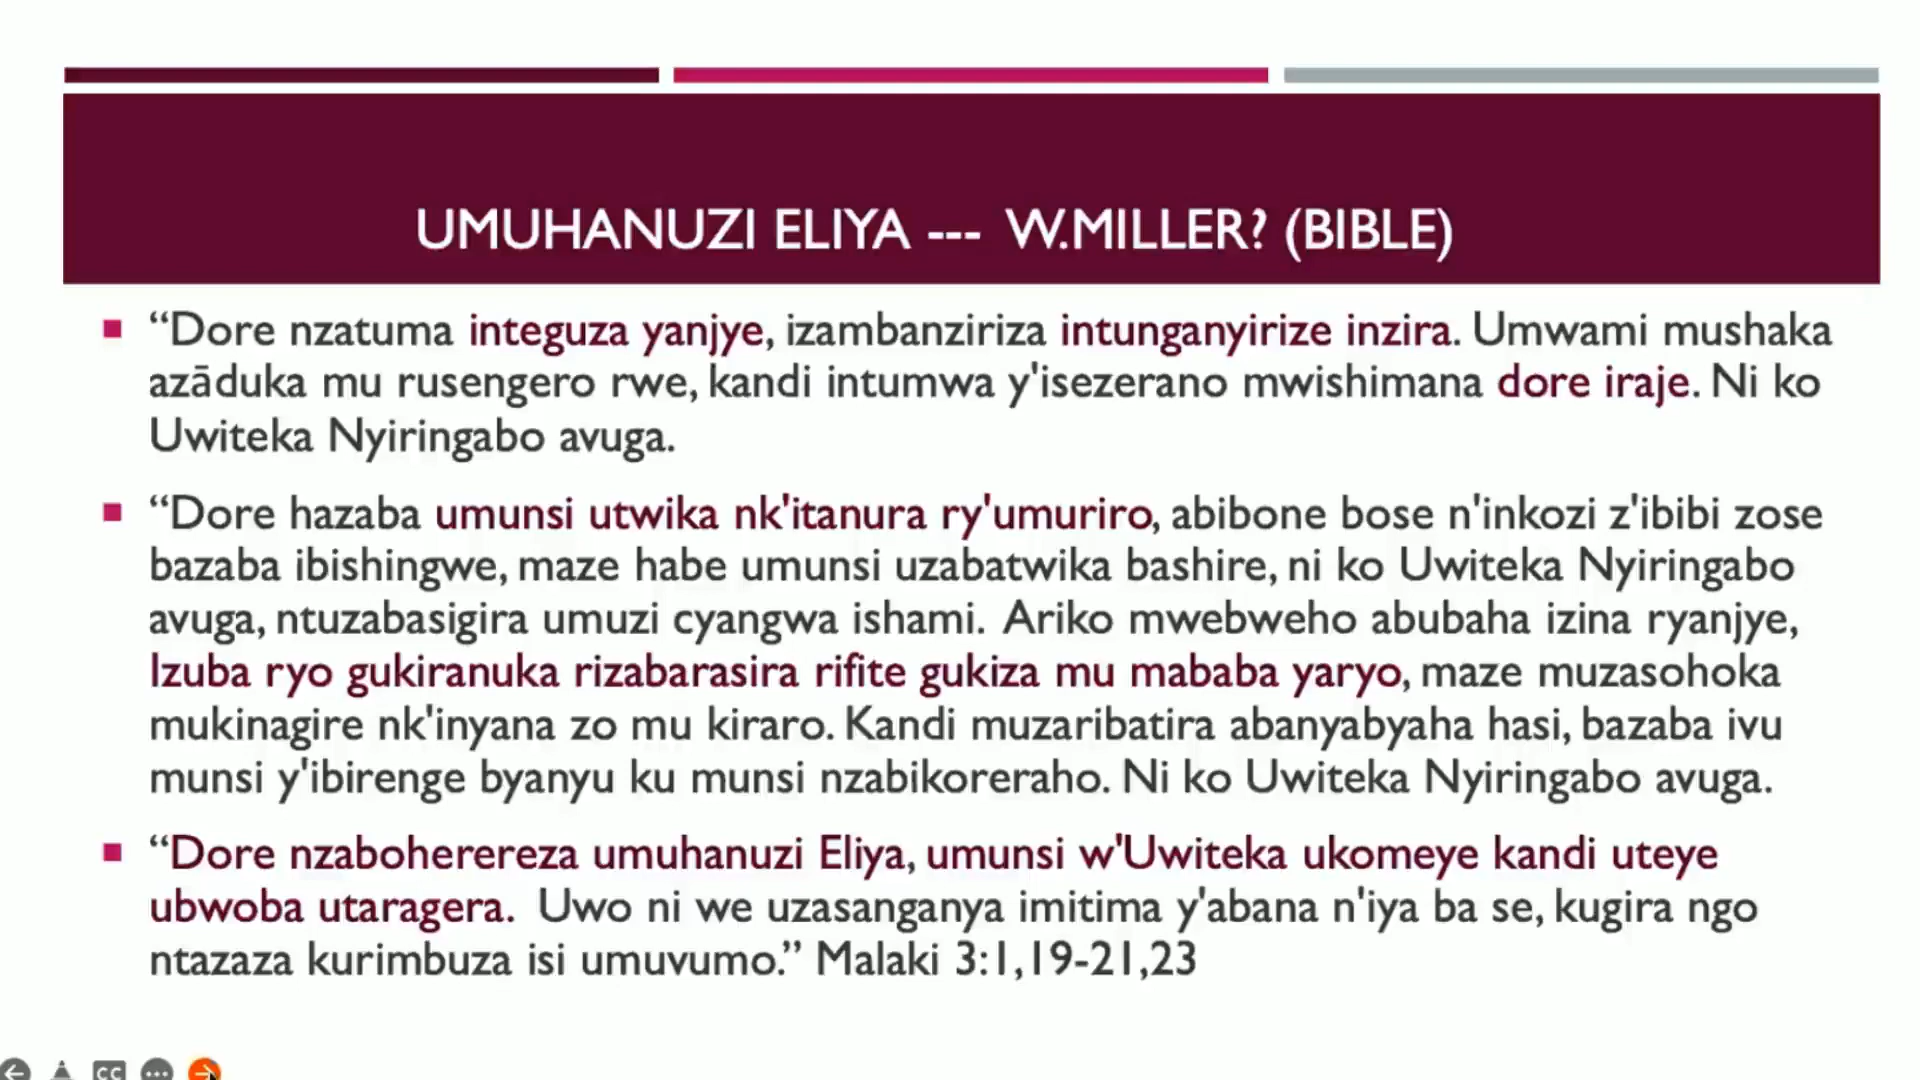 UMUHANUZI ELIYA --- W.MILLER? (BIBLE)
“Dore nzatuma integuza yanjye, izambanziriza intunganyirize inzira. Umwami mushaka
azāduka mu rusengero rwe, kandi intumwa y'isezerano mwishimana dore iraje. Ni ko
Uwiteka Nyiringabo avuga.
“Dore hazaba umunsi utwika nk'itanura ry'umuriro, abibone bose n'inkozi z'ibibi zose
bazaba ibishingwe, maze habe umunsi uzabatwika bashire, ni ko Uwiteka Nyiringabo
avuga, ntuzabasigira umuzi cyangwa ishami. Ariko mwebweho abubaha izina ryanjye,
Izuba ryo gukiranuka rizabarasira rifite gukiza mu mababa yaryo, maze muzasohoka
mukinagire nk'inyana zo mu kiraro. Kandi muzaribatira abanyabyaha hasi, bazaba ivu
munsi y'ibirenge byanyu ku munsi nzabikoreraho. Ni ko Uwiteka Nyiringabo avuga.
“Dore nzaboherereza umuhanuzi Eliya, umunsi w'Uwiteka ukomeye kandi uteye
ubwoba utaragera. Uwo ni we uzasanganya imitima y'abana n'iya ba se, kugira ngo
ntazaza kurimbuza isi umuvumo.” Malaki 3:1,19-21,23
CC